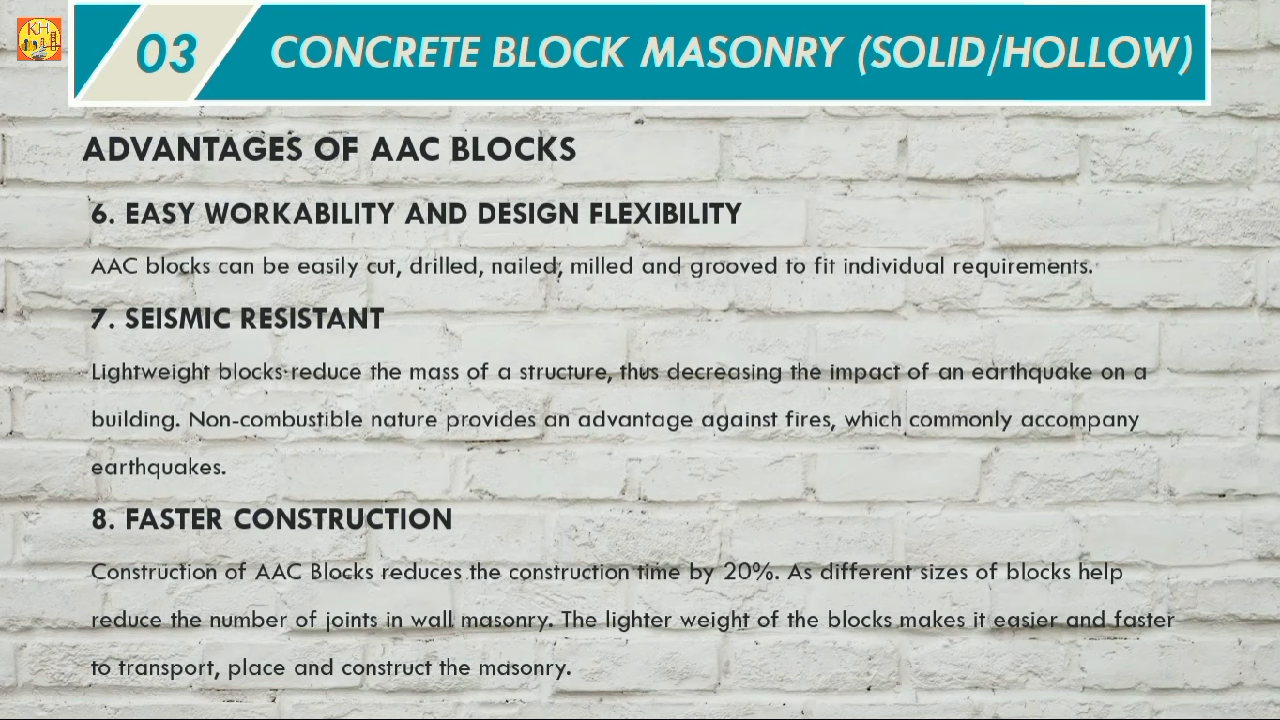 KH
03
CONCRETE BLOCK MASONRY (SOLID/HOLLOW)
ADVANTAGES OF AAC BLOCKS
6. EASY WORKABILITY AND DESIGN FLEXIBILITY
AAC blocks can be easily cut, drilled, nailed, milled and grooved to fit individual requirements.
7. SEISMIC RESISTANT
Lightweight blocks reduce the mass of a structure, thus decreasing the impact of an earthquake on a
building. Non-combustible nature provides an advantage against fires, which commonly accompany
earthquakes.
8. FASTER CONSTRUCTION
Construction of AAC Blocks reduces the construction time by 20%. As different sizes of blocks help
reduce the number of joints in wall masonry. The lighter weight of the blocks makes it easier and faster
to transport, place and construct the masonry.